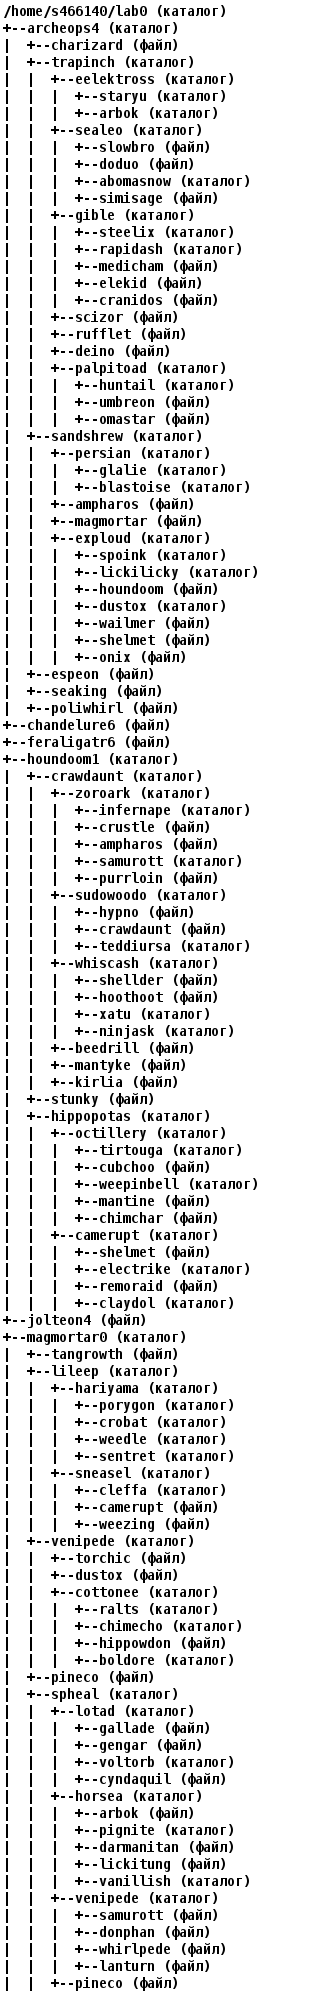 /home/s466140/lab0 (каталог)
+--archeops4 (каталог)
|  +--charizard (файл)
|  +--trapinch (каталог)
|  |  +--eelektross (каталог)
|  |  |  +--staryu (каталог)
|  |  |  +--arbok (каталог)
|  |  +--sealeo (каталог)
|  |  |  +--slowbro (файл)
|  |  |  +--doduo (файл)
|  |  |  +--abomasnow (каталог)
|  |  |  +--simisage (файл)
|  |  +--gible (каталог)
|  |  |  +--steelix (каталог)
|  |  |  +--rapidash (каталог)
|  |  |  +--medicham (файл)
|  |  |  +--elekid (файл)
|  |  |  +--cranidos (файл)
|  |  +--scizor (файл)
|  |  +--rufflet (файл)
|  |  +--deino (файл)
|  |  +--palpitoad (каталог)
|  |  |  +--huntail (каталог)
|  |  |  +--umbreon (файл)
|  |  |  +--omastar (файл)
|  +--sandshrew (каталог)
|  |  +--persian (каталог)
|  |  |  +--glalie (каталог)
|  |  |  +--blastoise (каталог)
|  |  +--ampharos (файл)
|  |  +--magmortar (файл)
|  |  +--exploud (каталог)
|  |  |  +--spoink (каталог)
|  |  |  +--lickilicky (каталог)
|  |  |  +--houndoom (файл)
|  |  |  +--dustox (каталог)
|  |  |  +--wailmer (файл)
|  |  |  +--shelmet (файл)
|  |  |  +--onix (файл)
|  +--espeon (файл)
|  +--seaking (файл)
|  +--poliwhirl (файл)
+--chandelure6 (файл)
+--feraligatr6 (файл)
+--houndoom1 (каталог)
|  +--crawdaunt (каталог)
|  |  +--zoroark (каталог)
|  |  |  +--infernape (каталог)
|  |  |  +--crustle (файл)
|  |  |  +--ampharos (файл)
|  |  |  +--samurott (каталог)
|  |  |  +--purrloin (файл)
|  |  +--sudowoodo (каталог)
|  |  |  +--hypno (файл)
|  |  |  +--crawdaunt (файл)
|  |  |  +--teddiursa (каталог)
|  |  +--whiscash (каталог)
|  |  |  +--shellder (файл)
|  |  |  +--hoothoot (файл)
|  |  |  +--xatu (каталог)
|  |  |  +--ninjask (каталог)
|  |  +--beedrill (файл)
|  |  +--mantyke (файл)
|  |  +--kirlia (файл)
|  +--stunky (файл)
|  +--hippopotas (каталог)
|  |  +--octillery (каталог)
|  |  |  +--tirtouga (каталог)
|  |  |  +--cubchoo (файл)
|  |  |  +--weepinbell (каталог)
|  |  |  +--mantine (файл)
|  |  |  +--chimchar (файл)
|  |  +--camerupt (каталог)
|  |  |  +--shelmet (файл)
|  |  |  +--electrike (каталог)
|  |  |  +--remoraid (файл)
|  |  |  +--claydol (каталог)
+--jolteon4 (файл)
+--magmortar0 (каталог)
|  +--tangrowth (файл)
|  +--lileep (каталог)
|  |  +--hariyama (каталог)
|  |  |  +--porygon (каталог)
|  |  |  +--crobat (каталог)
|  |  |  +--weedle (файл)
|  |  |  +--sentret (каталог)
|  |  +--sneasel (каталог)
|  |  |  +--cleffa (каталог)
|  |  |  +--camerupt (файл)
|  |  |  +--weezing (файл)
|  +--venipede (каталог)
|  |  +--torchic (файл)
|  |  +--dustox (файл)
|  |  +--cottonee (каталог)
|  |  |  +--ralts (каталог)
|  |  |  +--chimecho (каталог)
|  |  |  +--hippowdon (файл)
|  |  |  +--boldore (каталог)
|  +--pineco (файл)
|  +--spheal (каталог)
|  |  +--lotad (каталог)
|  |  |  +--gallade (файл)
|  |  |  +--gengar (файл)
|  |  |  +--voltorb (каталог)
|  |  |  +--cyndaquil (файл)
|  |  +--horsea (каталог)
|  |  |  +--arbok (файл)
|  |  |  +--pignite (каталог)
|  |  |  +--darmanitan (файл)
|  |  |  +--lickitung (файл)
|  |  |  +--vanillish (каталог)
|  |  +--venipede (каталог)
|  |  |  +--samurott (файл)
|  |  |  +--donphan (файл)
|  |  |  +--whirlpede (файл)
|  |  |  +--lanturn (файл)
|  |  +--pineco (файл)